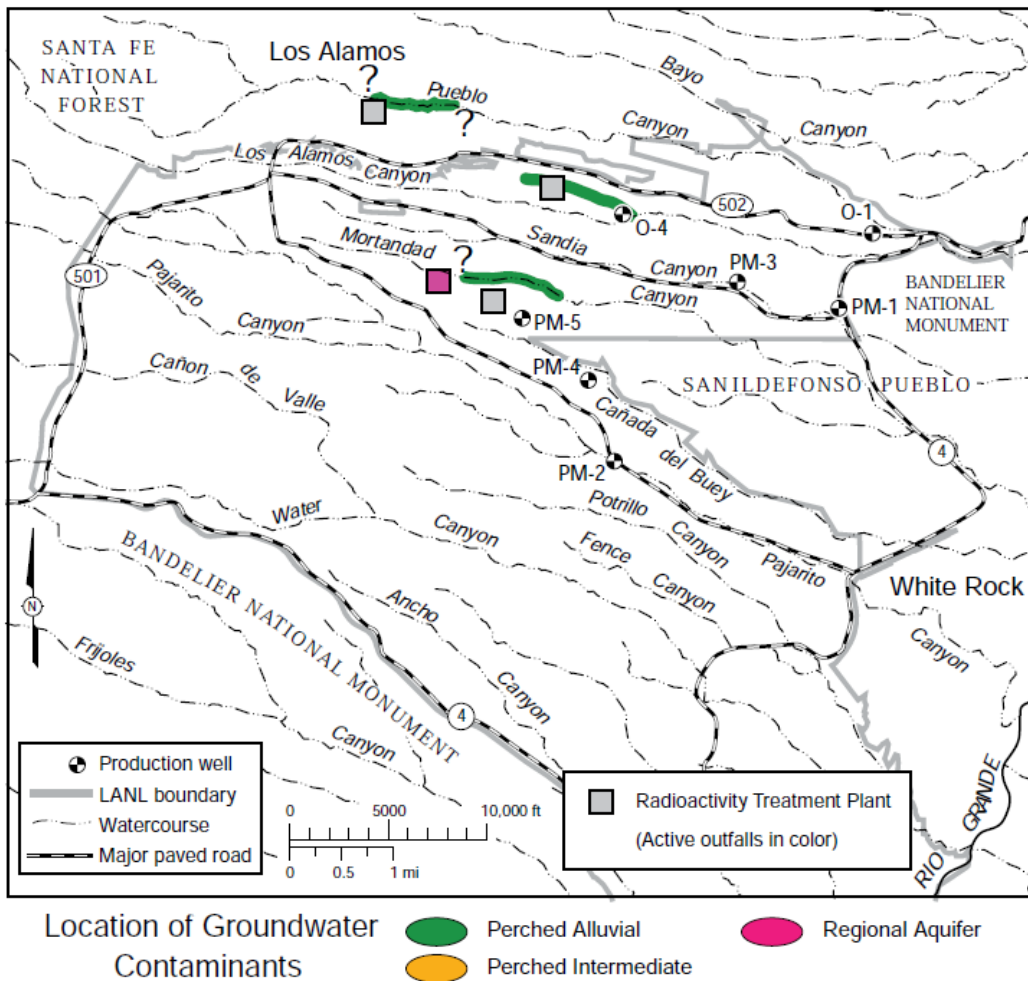 SANTA FE
NATIONAL
FOREST
Los Alamos
?
Pueblo
?
Bayo
Canyon
Canyon
Los Alamos
Canyon
502
O-1
O-4
Sandia
Canyon
PM-3
Mortandad
?
Canyon
PM-1
BANDELIER
NATIONAL
MONUMENT
501
Pajarito
Canyon
PM-5
Cañon
de
Valle
PM-4
SANILDEFONSO PUEBLO
Cañada
del Buey
4
PM-2
Potrillo
Canyon
Pajarito
Water
Canyon
Fence
Canyon
White Rock
Canyon
BANDELIER NATIONAL MONUMENT
Ancho
Canyon
N
Frijoles
Canyon
4
RIO GRANDE
Production well
LANL boundary
Watercourse
Major paved road
0 5000 10,000 ft
0 0.5 1 mi
Radioactivity Treatment Plant
(Active outfalls in color)
Location of Groundwater
Contaminants
Perched Alluvial
Perched Intermediate
Regional Aquifer